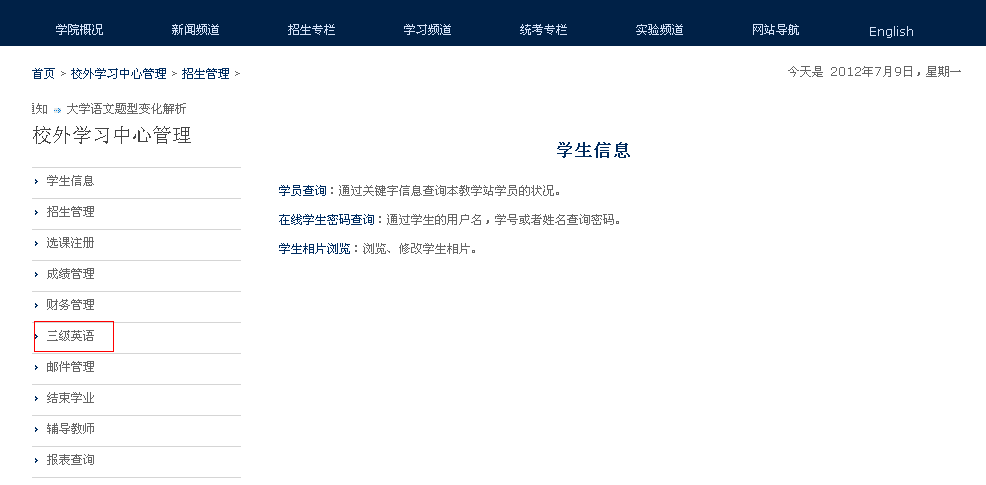 学院概况 新闻频道 招生专栏 学习频道 统考专栏 实验频道 网站导航 English
首页 > 校外学习中心管理 > 招生管理 >
今天是 2012年7月9日，星期一
通知 大学语文题型变化解析
校外学习中心管理
学生信息
招生管理
选课注册
成绩管理
财务管理
三级英语
邮件管理
结束学业
辅导教师
报表查询
学生信息
学员查询：通过关键字信息查询本教学站学员的状况。
在线学生密码查询：通过学生的用户名，学号或者姓名查询密码。
学生相片浏览：浏览、修改学生相片。